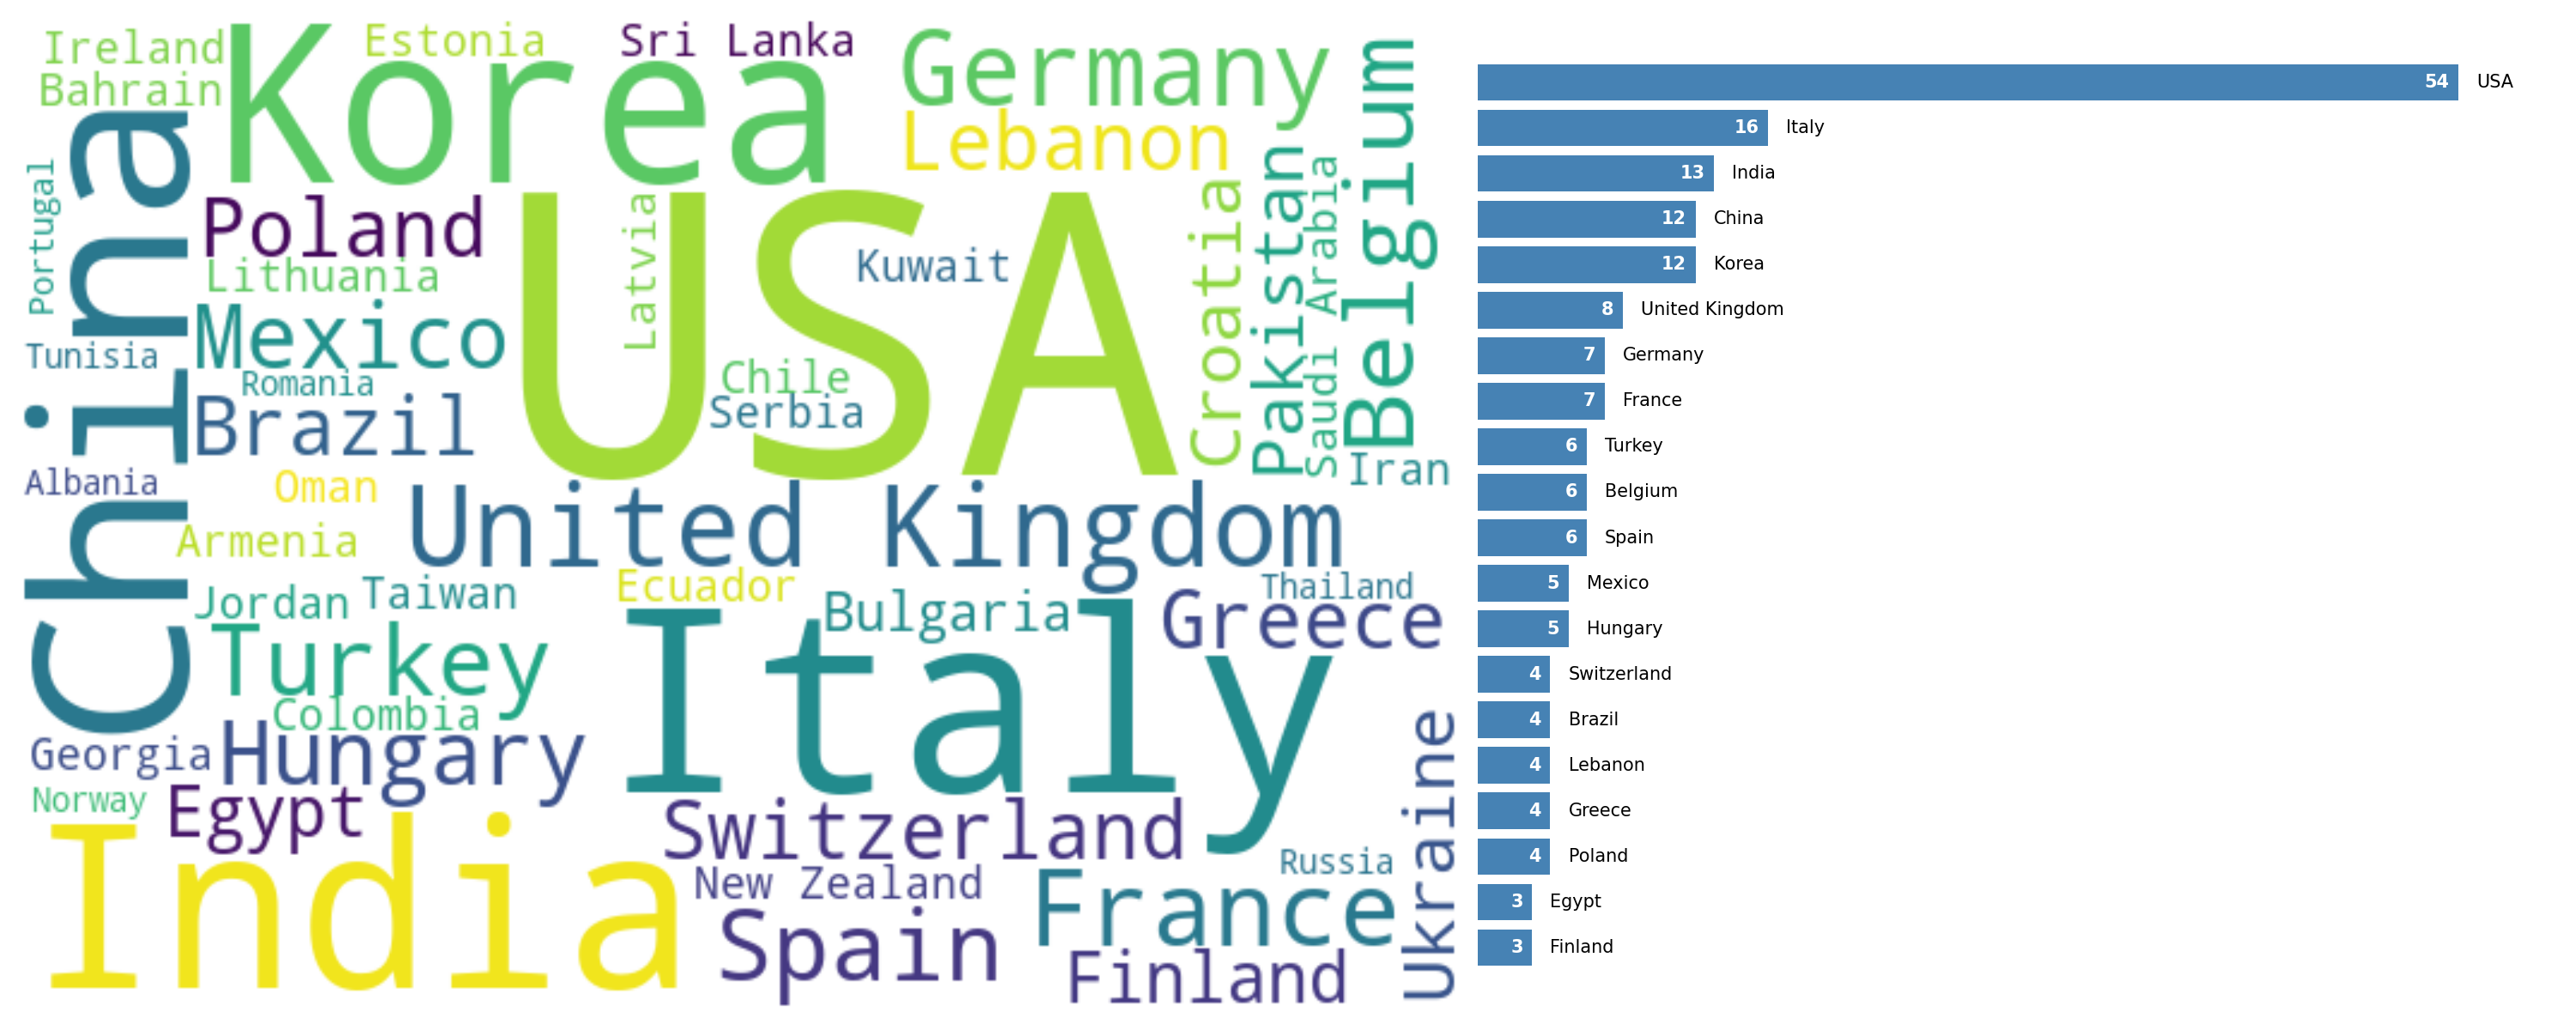 Ireland
Estonia
Sri Lanka
Germany
Bahrain
Korea
Lebanon
Belgium
China
Portugal
Poland
Latvia
USA
Kuwait
Croatia
Pakistan
Saudi Arabia
Lithuania
Mexico
Tunisia
Romania
Chile
Brazil
Serbia
Albania
Oman
Iran
Armenia
United Kingdom
Jordan
Taiwan
Ecuador
Bulgaria
Thailand
Greece
Turkey
Italy
Colombia
Georgia
Hungary
Norway
Egypt
Switzerland
Ukraine
India
New Zealand
Russia
France
Spain
Finland
54 USA
16 Italy
13 India
12 China
12 Korea
8 United Kingdom
7 Germany
7 France
6 Turkey
6 Belgium
6 Spain
5 Mexico
5 Hungary
4 Switzerland
4 Brazil
4 Lebanon
4 Greece
4 Poland
3 Egypt
3 Finland